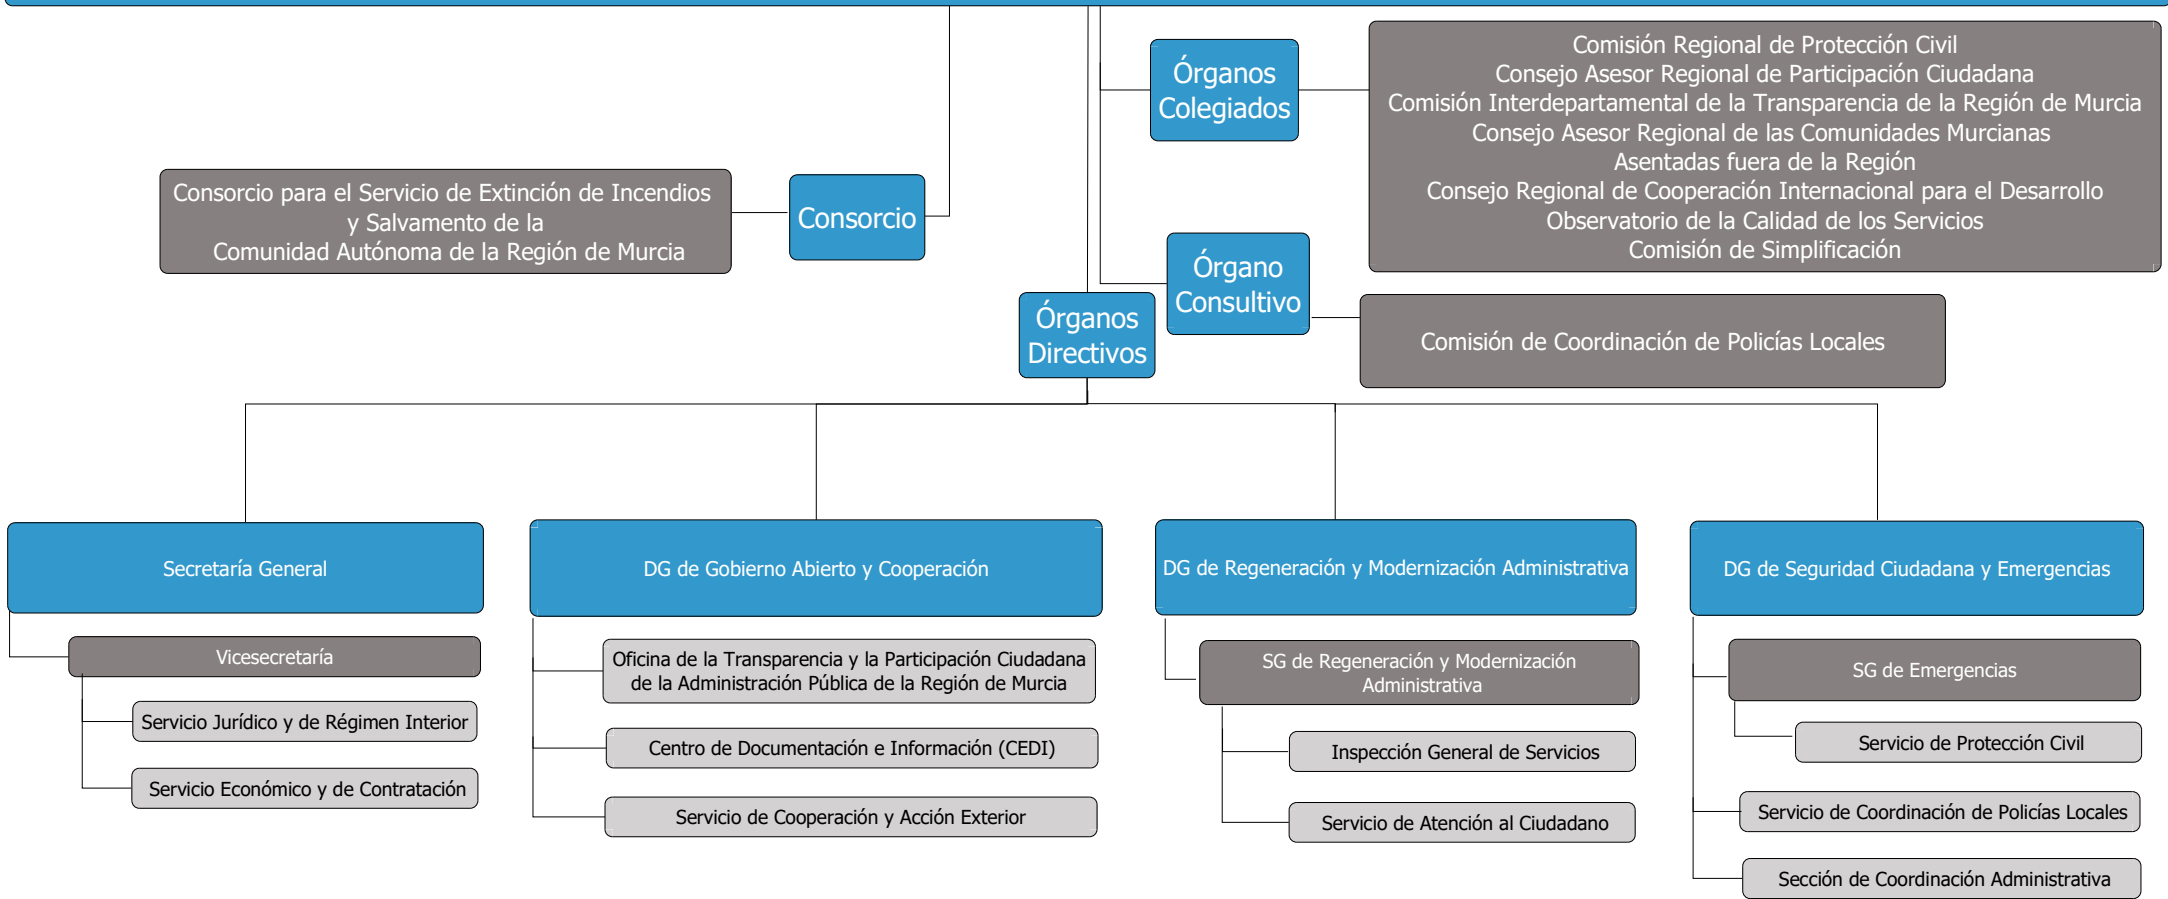 Órganos
Colegiados
Comisión Regional de Protección Civil
Consejo Asesor Regional de Participación Ciudadana
Comisión Interdepartamental de la Transparencia de la Región de Murcia
Consejo Asesor Regional de las Comunidades Murcianas
Asentadas fuera de la Región
Consejo Regional de Cooperación Internacional para el Desarrollo
Observatorio de la Calidad de los Servicios
Comisión de Simplificación
Consorcio para el Servicio de Extinción de Incendios
y Salvamento de la
Comunidad Autónoma de la Región de Murcia
Consorcio
Órgano
Consultivo
Comisión de Coordinación de Policías Locales
Órganos
Directivos
Secretaría General
Vicesecretaría
Servicio Jurídico y de Régimen Interior
Servicio Económico y de Contratación
DG de Gobierno Abierto y Cooperación
Oficina de la Transparencia y la Participación Ciudadana
de la Administración Pública de la Región de Murcia
Centro de Documentación e Información (CEDI)
Servicio de Cooperación y Acción Exterior
DG de Regeneración y Modernización Administrativa
SG de Regeneración y Modernización
Administrativa
Inspección General de Servicios
Servicio de Atención al Ciudadano
DG de Seguridad Ciudadana y Emergencias
SG de Emergencias
Servicio de Protección Civil
Servicio de Coordinación de Policías Locales
Sección de Coordinación Administrativa